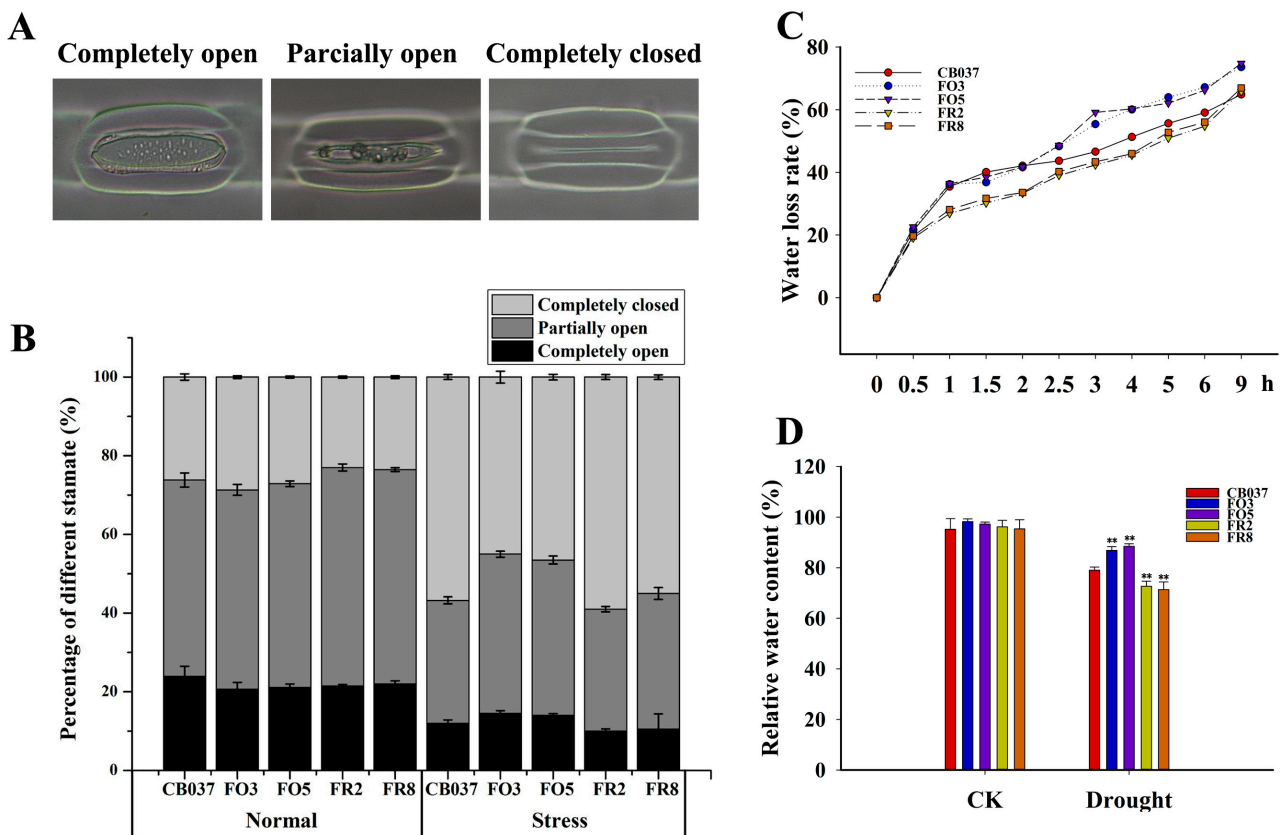 A
Completely open
Parcially open
Completely closed
B
Completely closed
Partially open
Completely open
Percentage of different stamate (%)
100
80
60
40
20
0
CB037 FO3 FO5 FR2 FR8 CB037 FO3 FO5 FR2 FR8
Normal Stress
C
CB037
FO3
FO5
FR2
FR8
Water loss rate (%)
80
60
40
20
0
0 0.5 1 1.5 2 2.5 3 4 5 6 9 h
D
CB037
FO3
FO5
FR2
FR8
Relative water content (%)
120
100
80
60
40
20
0
** **
** **
CK Drought